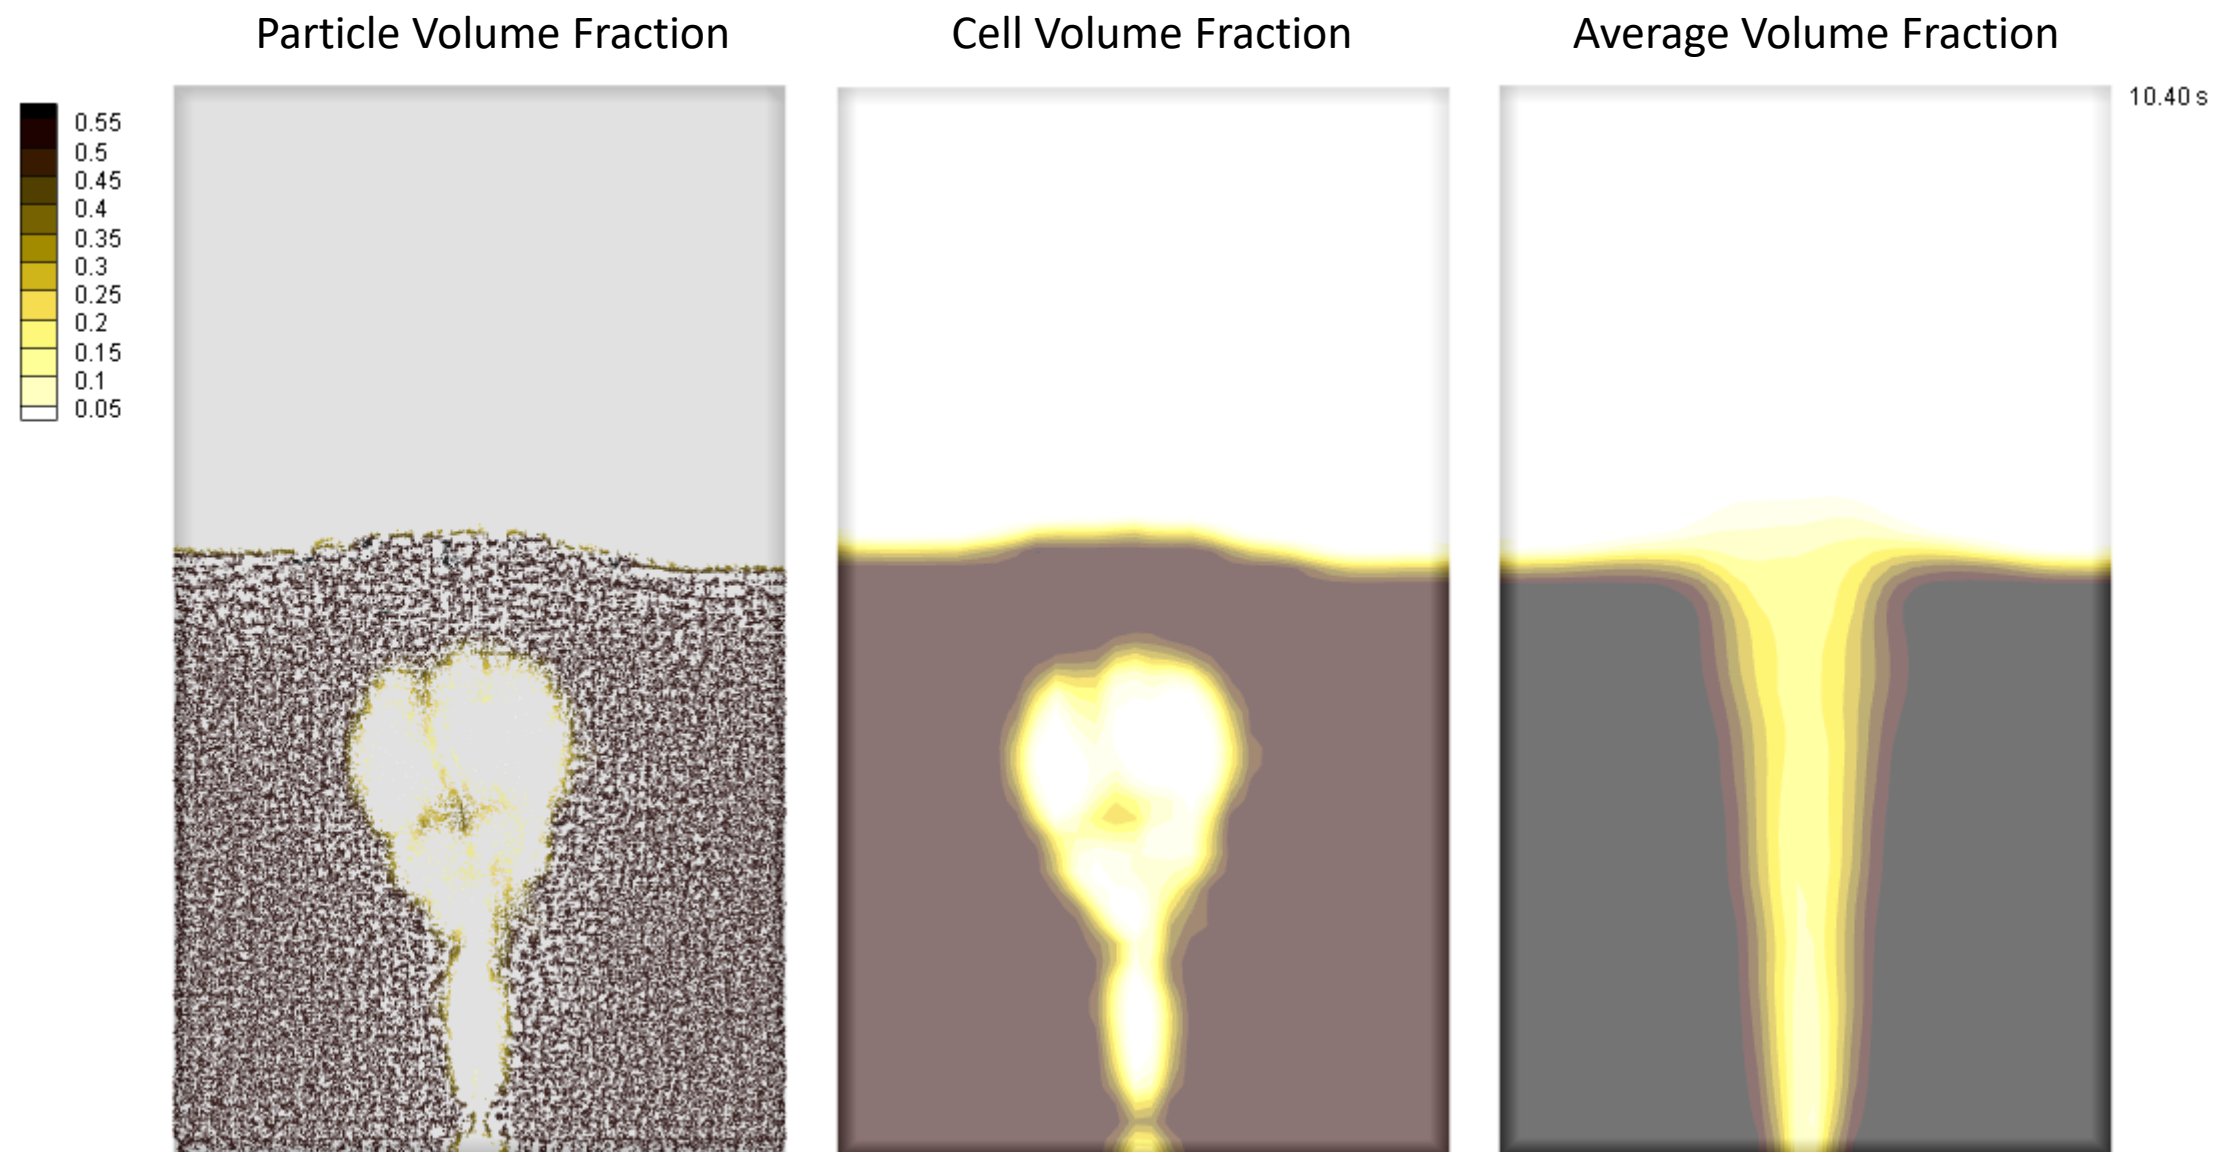 Particle Volume Fraction
Cell Volume Fraction
Average Volume Fraction
10.40 s
0.55
0.5
0.45
0.4
0.35
0.3
0.25
0.2
0.15
0.1
0.05